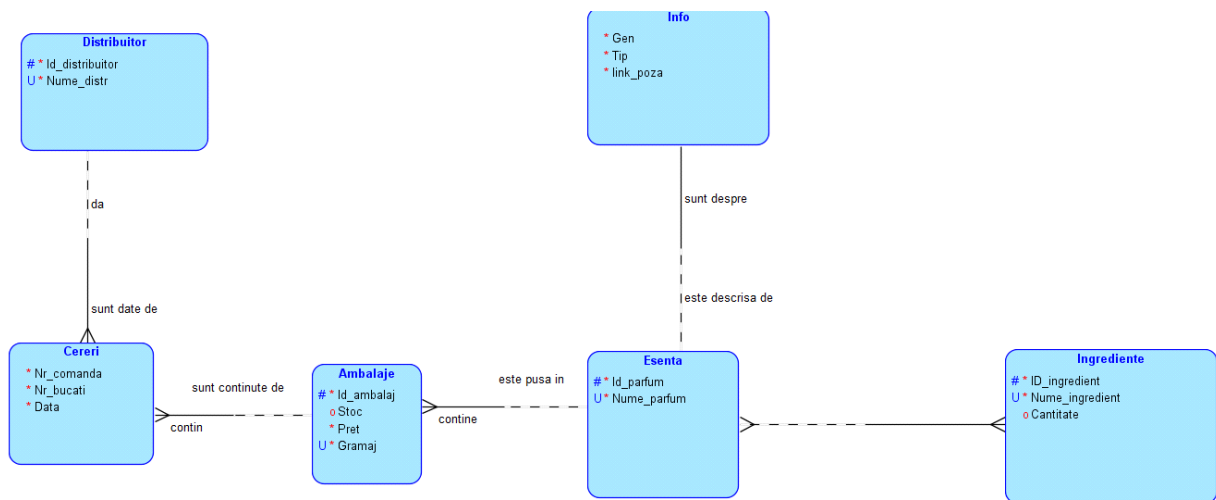 Distribuitor
# * Id_distribuitor
U * Nume_distr
Info
* Gen
* Tip
* link_poza
da
sunt date de
sunt despre
este descrisa de
Cereri
* Nr_comanda
* Nr_bucati
* Data
sunt continute de
contin
Ambalaje
# * Id_ambalaj
o Stoc
* Pret
U * Gramaj
este pusa in
contine
Esenta
# * Id_parfum
U * Nume_parfum
Ingrediente
# * ID_ingredient
U * Nume_ingredient
o Cantitate